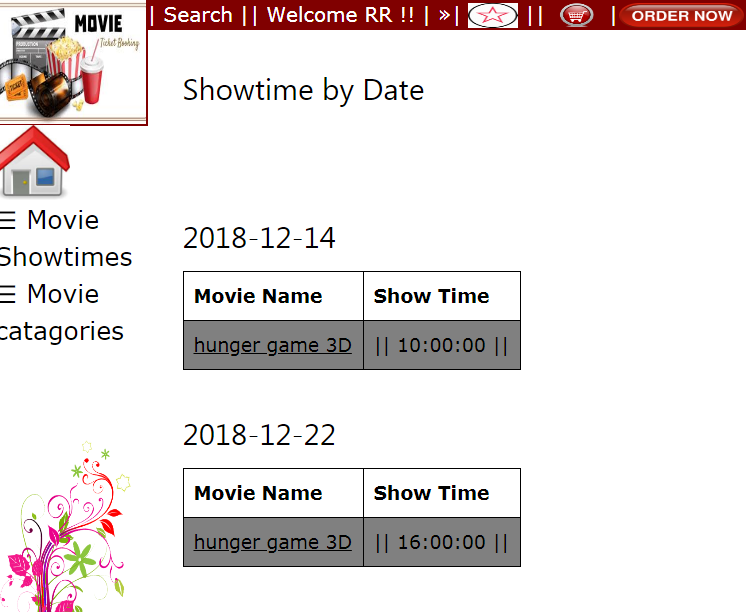 MOVIE
Ticket Booking
| Search || Welcome RR !! | »| || | ORDER NOW
Showtime by Date
☰ Movie
Showtimes
☰ Movie
catagories
2018-12-14
Movie Name Show Time
hunger game 3D || 10:00:00 ||
2018-12-22
Movie Name Show Time
hunger game 3D || 16:00:00 ||